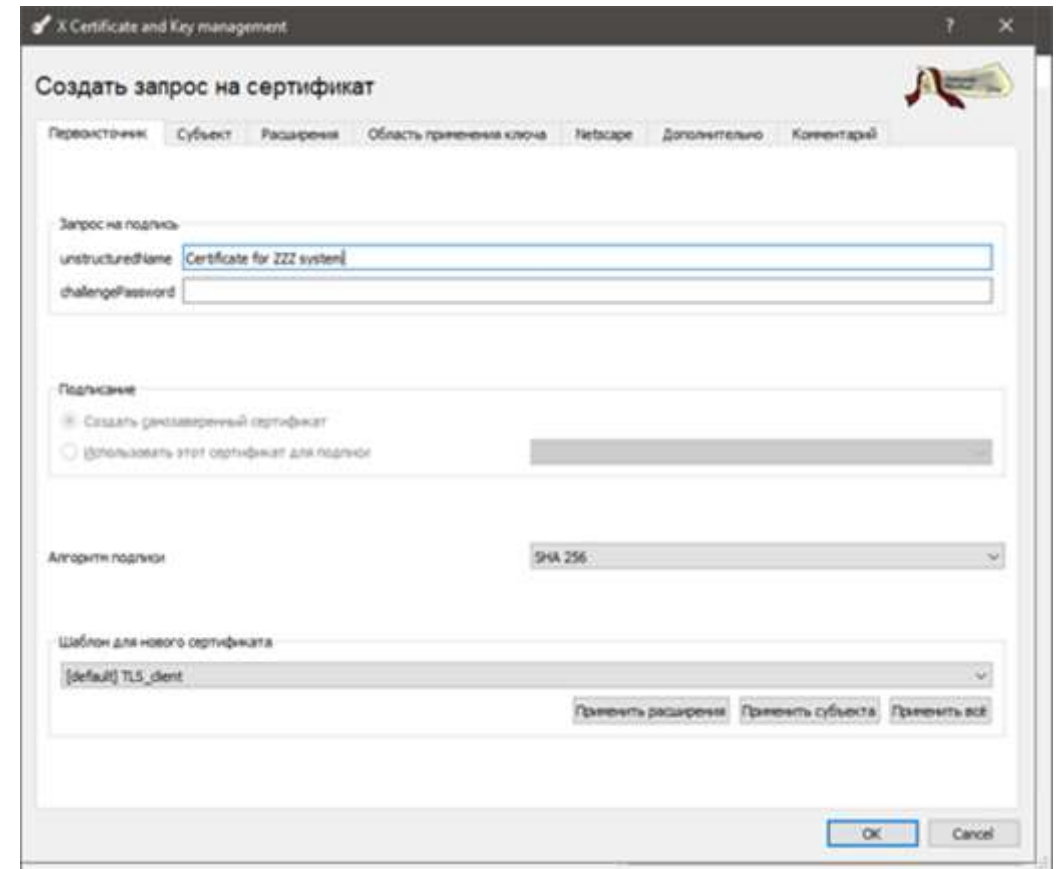 X Certificate and Key management
Создать запрос на сертификат
Первоисточник Субъект Расширения Область применения ключа Netscape Дополнительно Комментарий
Запрос на подпись
unstructuredName Certificate for ZZZ system
challengePassword
Подписание
Создать самозаверенный сертификат
Использовать этот сертификат для подписи
Алгоритм подписи SHA 256
Шаблон для нового сертификата
[default] TLS_client
Применить расширения Применить субъекта Применить всё
OK Cancel